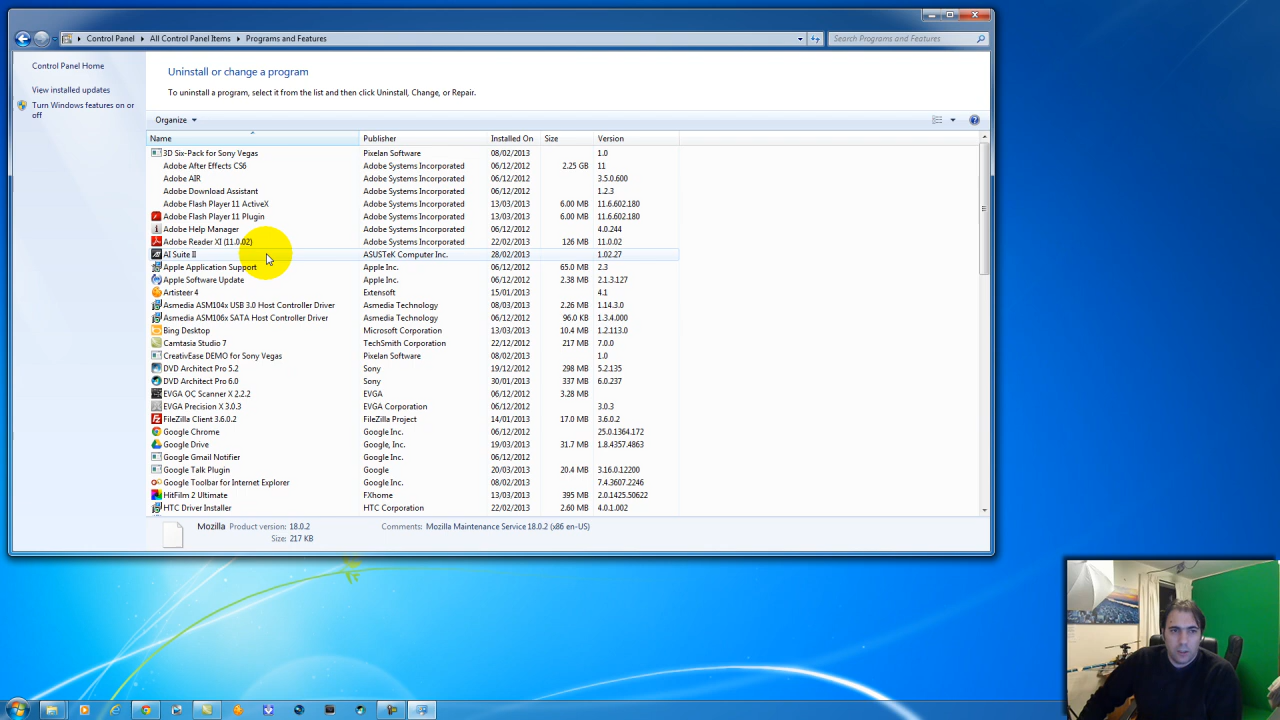 Control Panel All Control Panel Items Programs and Features
Search Programs and Features
Control Panel Home
View installed updates
Turn Windows features on or
off
Uninstall or change a program
To uninstall a program, select it from the list and then click Uninstall, Change, or Repair.
Organize
Name Publisher Installed On Size Version
3D Six-Pack for Sony Vegas Pixelan Software 08/02/2013 1.0
Adobe After Effects CS6 Adobe Systems Incorporated 06/12/2012 2.25 GB 11
Adobe AIR Adobe Systems Incorporated 06/12/2012 3.5.0.600
Adobe Download Assistant Adobe Systems Incorporated 06/12/2012 1.2.3
Adobe Flash Player 11 ActiveX Adobe Systems Incorporated 13/03/2013 6.00 MB 11.6.602.180
Adobe Flash Player 11 Plugin Adobe Systems Incorporated 13/03/2013 6.00 MB 11.6.602.180
Adobe Help Manager Adobe Systems Incorporated 06/12/2012 4.0.244
Adobe Reader XI (11.0.02) Adobe Systems Incorporated 22/02/2013 126 MB 11.0.02
AI Suite II ASUSTeK Computer Inc. 28/02/2013 1.02.27
Apple Application Support Apple Inc. 06/12/2012 65.0 MB 2.3
Apple Software Update Apple Inc. 06/12/2012 2.38 MB 2.1.3.127
Artisteer 4 Extensoft 15/01/2013 4.1
Asmedia ASM104x USB 3.0 Host Controller Driver Asmedia Technology 08/03/2013 2.26 MB 1.14.3.0
Asmedia ASM106x SATA Host Controller Driver Asmedia Technology 06/12/2012 96.0 KB 1.3.4.000
Bing Desktop Microsoft Corporation 13/03/2013 10.4 MB 1.2.113.0
Camtasia Studio 7 TechSmith Corporation 22/12/2012 217 MB 7.0.0
CreativEase DEMO for Sony Vegas Pixelan Software 08/02/2013 1.0
DVD Architect Pro 5.2 Sony 19/12/2012 298 MB 5.2.135
DVD Architect Pro 6.0 Sony 30/01/2013 337 MB 6.0.237
EVGA OC Scanner X 2.2.2 EVGA 06/12/2012 3.28 MB
EVGA Precision X 3.0.3 EVGA Corporation 06/12/2012 3.0.3
FileZilla Client 3.6.0.2 FileZilla Project 14/01/2013 17.0 MB 3.6.0.2
Google Chrome Google Inc. 06/12/2012 25.0.1364.172
Google Drive Google, Inc. 19/03/2013 31.7 MB 1.8.4357.4863
Google Gmail Notifier Google Inc. 06/12/2012
Google Talk Plugin Google 20/03/2013 20.4 MB 3.16.0.12200
Google Toolbar for Internet Explorer Google Inc. 08/02/2013 7.4.3607.2246
HitFilm 2 Ultimate FXhome 13/03/2013 395 MB 2.0.1425.50622
HTC Driver Installer HTC Corporation 22/02/2013 2.60 MB 4.0.1.002
Mozilla Product version: 18.0.2 Comments: Mozilla Maintenance Service 18.0.2 (x86 en-US)
Size: 217 KB